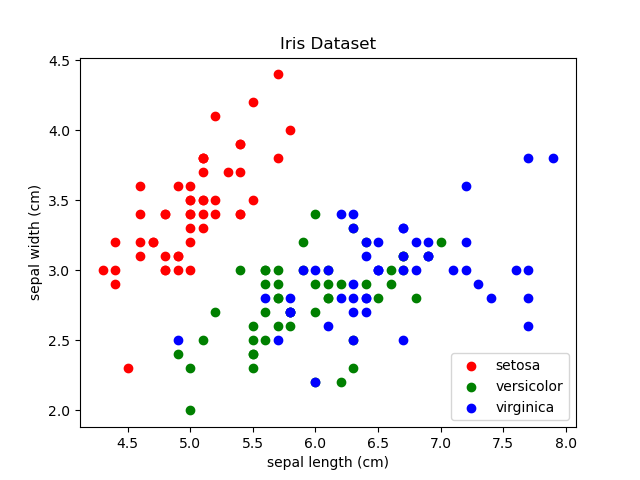 Iris Dataset
4.5
4.0
3.5
3.0
2.5
2.0
sepal width (cm)
setosa
versicolor
virginica
4.5 5.0 5.5 6.0 6.5 7.0 7.5 8.0
sepal length (cm)